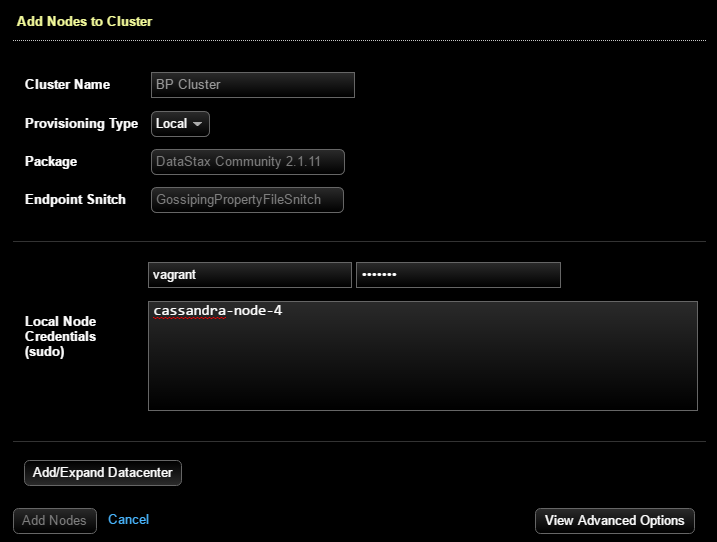 Add Nodes to Cluster
Cluster Name
BP Cluster
Provisioning Type
Local
Package
DataStax Community 2.1.11
Endpoint Snitch
GossipingPropertyFileSnitch
vagrant
•••••••
Local Node
Credentials
(sudo)
cassandra-node-4
Add/Expand Datacenter
Add Nodes
Cancel
View Advanced Options